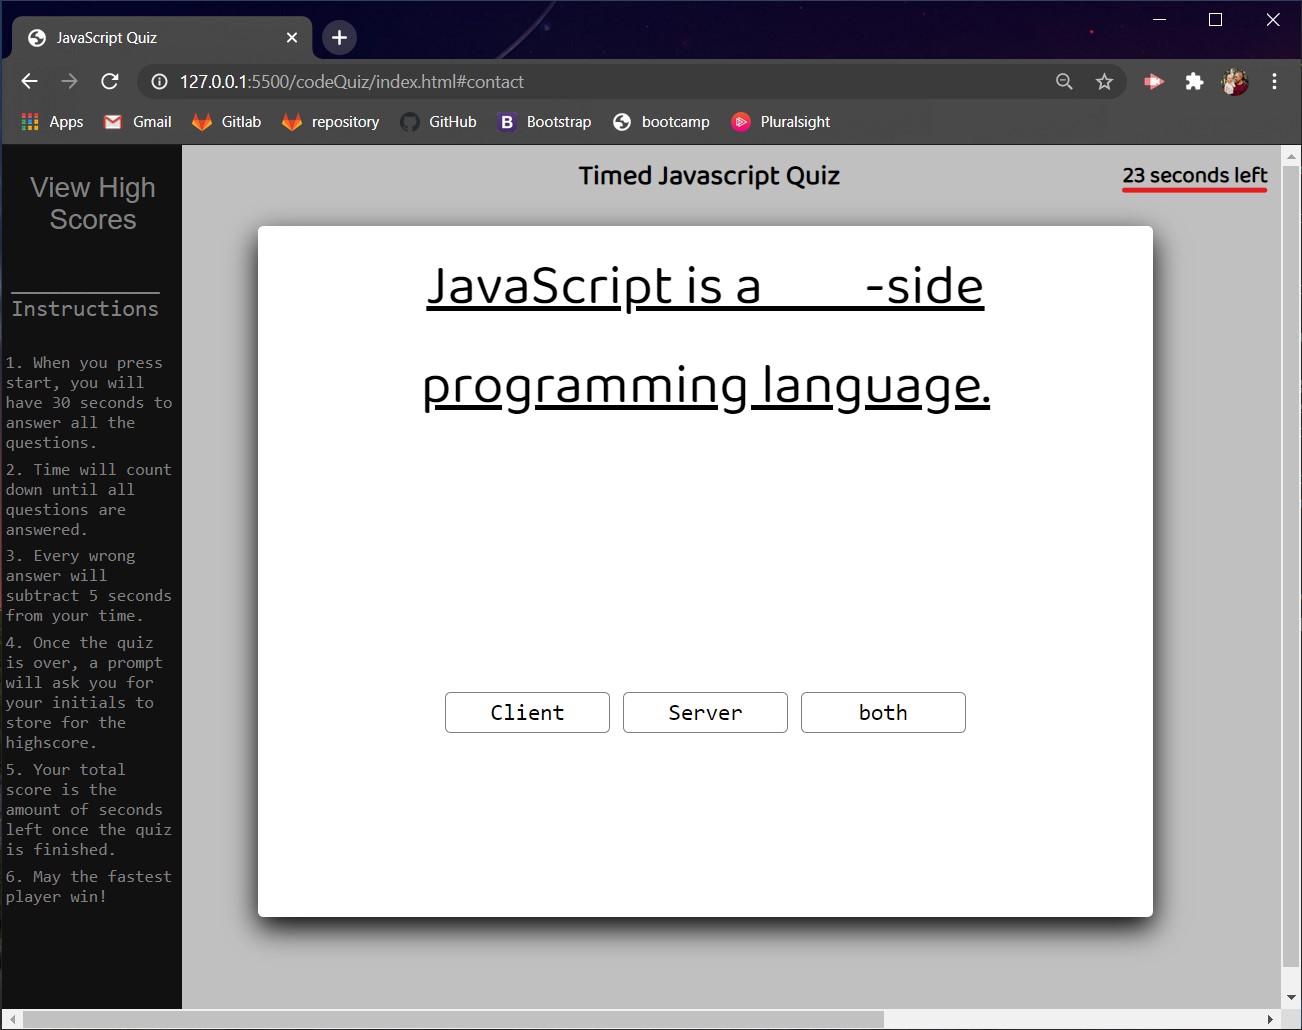 JavaScript Quiz
127.0.0.1:5500/codeQuiz/index.html#contact
Apps Gmail Gitlab repository GitHub B Bootstrap bootcamp Pluralsight
View High
Scores
Instructions
1. When you press
start, you will
have 30 seconds to
answer all the
questions.
2. Time will count
down until all
questions are
answered.
3. Every wrong
answer will
subtract 5 seconds
from your time.
4. Once the quiz
is over, a prompt
will ask you for
your initials to
store for the
highscore.
5. Your total
score is the
amount of seconds
left once the quiz
is finished.
6. May the fastest
player win!
Timed Javascript Quiz
23 seconds left
JavaScript is a ____-side
programming language.
Client Server both